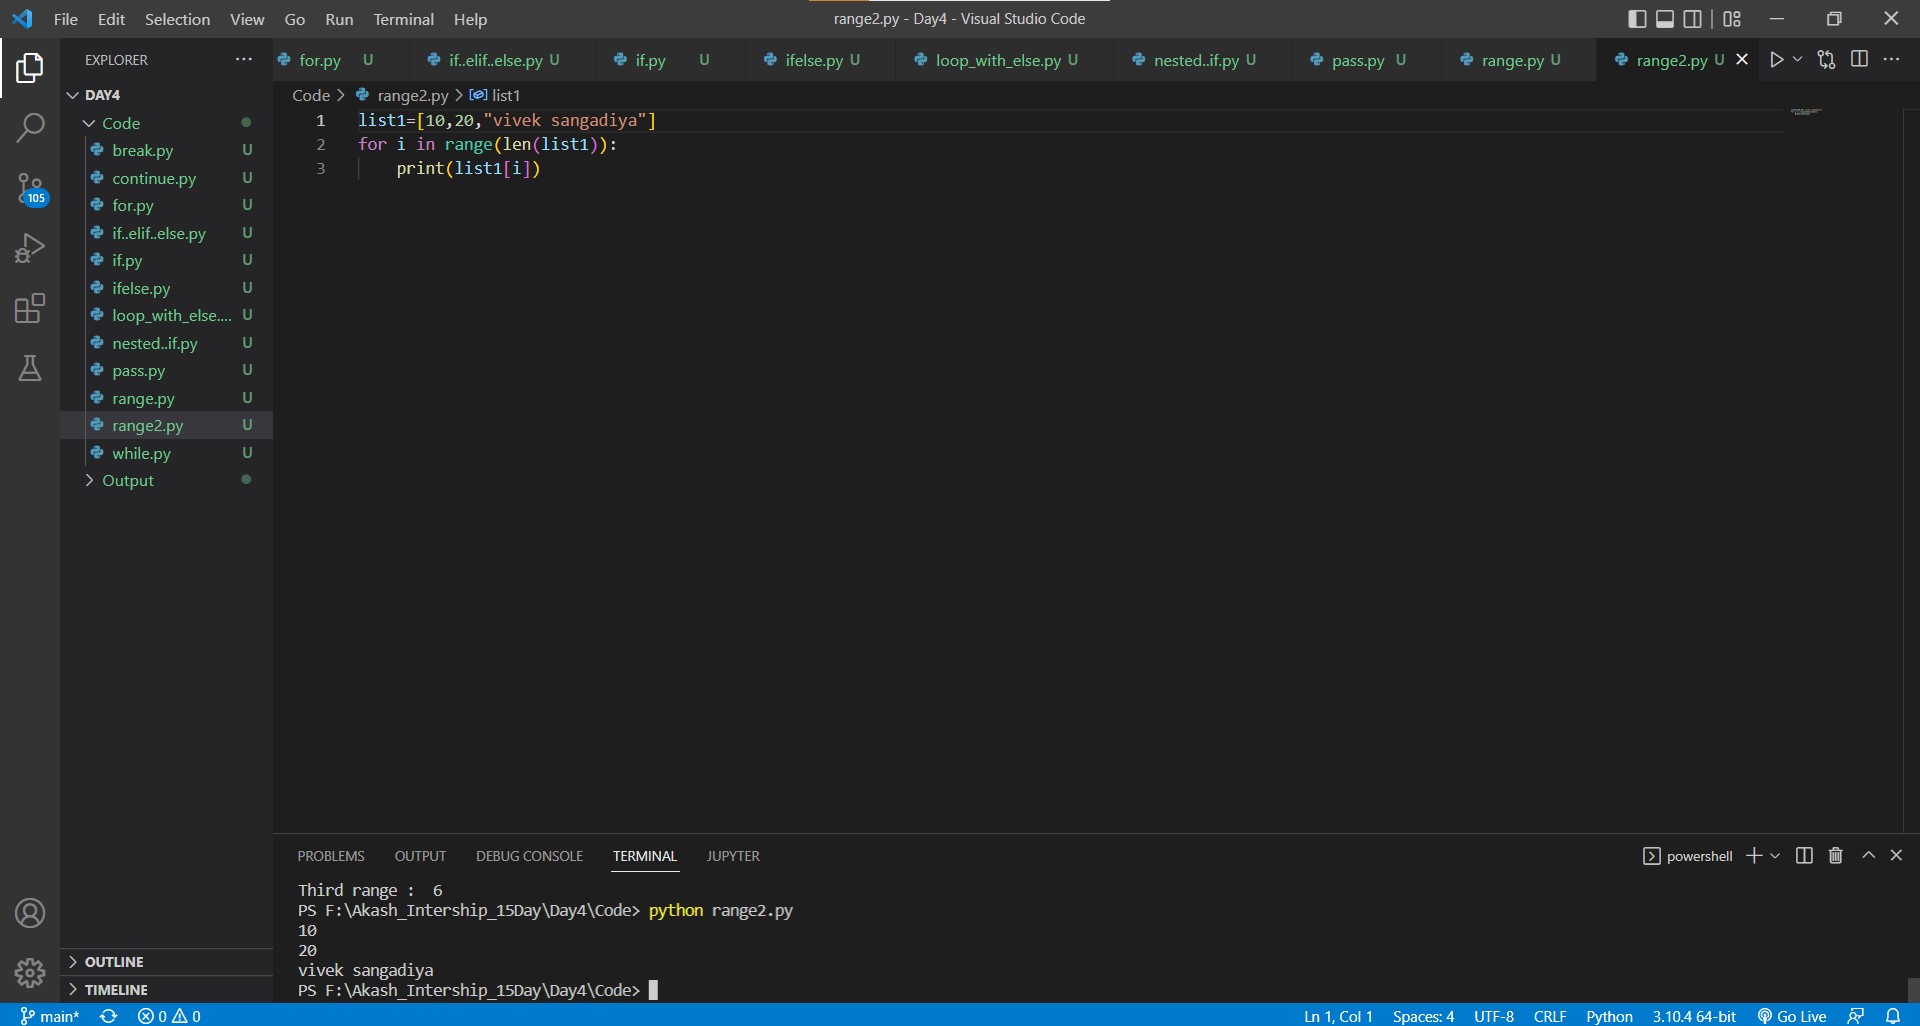 File Edit Selection View Go Run Terminal Help
range2.py - Day4 - Visual Studio Code
EXPLORER
for.py U
if..elif..else.py U
if.py U
ifelse.py U
loop_with_else.py U
nested..if.py U
pass.py U
range.py U
range2.py U
DAY4
Code
break.py U
continue.py U
for.py U
if..elif..else.py U
if.py U
ifelse.py U
loop_with_else.... U
nested..if.py U
pass.py U
range.py U
range2.py U
while.py U
Output
105
OUTLINE
TIMELINE
Code > range2.py > list1
1 list1=[10,20,"vivek sangadiya"]
2 for i in range(len(list1)):
3     print(list1[i])
PROBLEMS OUTPUT DEBUG CONSOLE TERMINAL JUPYTER
powershell
Third range :  6
PS F:\Akash_Intership_15Day\Day4\Code> python range2.py
10
20
vivek sangadiya
PS F:\Akash_Intership_15Day\Day4\Code>
main* 0 0 Ln 1, Col 1 Spaces: 4 UTF-8 CRLF Python 3.10.4 64-bit Go Live